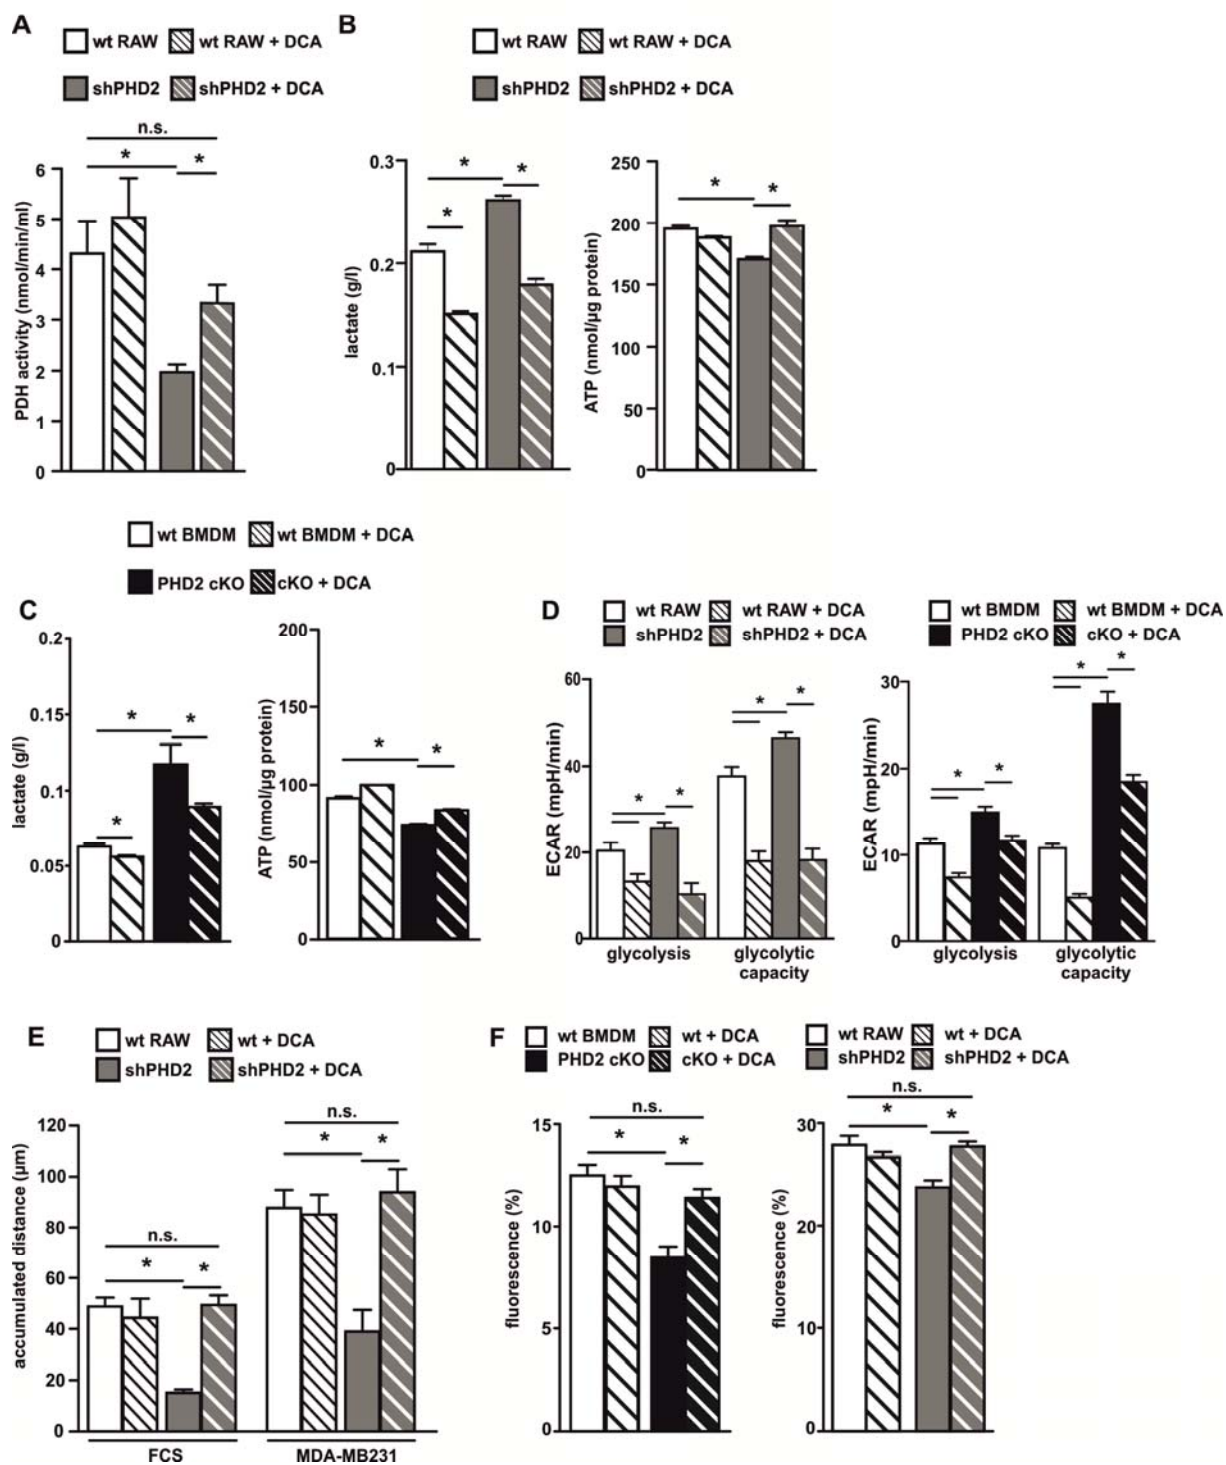 A
wt RAW wt RAW + DCA
shPHD2 shPHD2 + DCA
n.s.
*
*
6
5
4
3
2
1
0
PDH activity (nmol/min/ml)
B
wt RAW wt RAW + DCA
shPHD2 shPHD2 + DCA
*
*
*
0.3
0.2
0.1
0
lactate (g/l)
*
*
250
200
150
100
50
0
ATP (nmol/µg protein)
C
wt BMDM wt BMDM + DCA
PHD2 cKO cKO + DCA
*
*
*
0.2
0.15
0.1
0.05
0
lactate (g/l)
*
*
200
150
100
50
0
ATP (nmol/µg protein)
D
wt RAW wt RAW + DCA
shPHD2 shPHD2 + DCA
*
*
*
*
60
40
20
0
ECAR (mpH/min)
glycolysis
glycolytic
capacity
wt BMDM wt BMDM + DCA
PHD2 cKO cKO + DCA
*
*
*
*
30
20
10
0
ECAR (mpH/min)
glycolysis
glycolytic
capacity
E
wt RAW wt + DCA
shPHD2 shPHD2 + DCA
n.s.
*
*
n.s.
*
*
120
100
80
60
40
20
0
accumulated distance (µm)
FCS
MDA-MB231
F
wt BMDM wt + DCA
PHD2 cKO cKO + DCA
n.s.
*
*
15
10
5
0
fluorescence (%)
wt RAW wt + DCA
shPHD2 shPHD2 + DCA
n.s.
*
*
30
20
10
0
fluorescence (%)